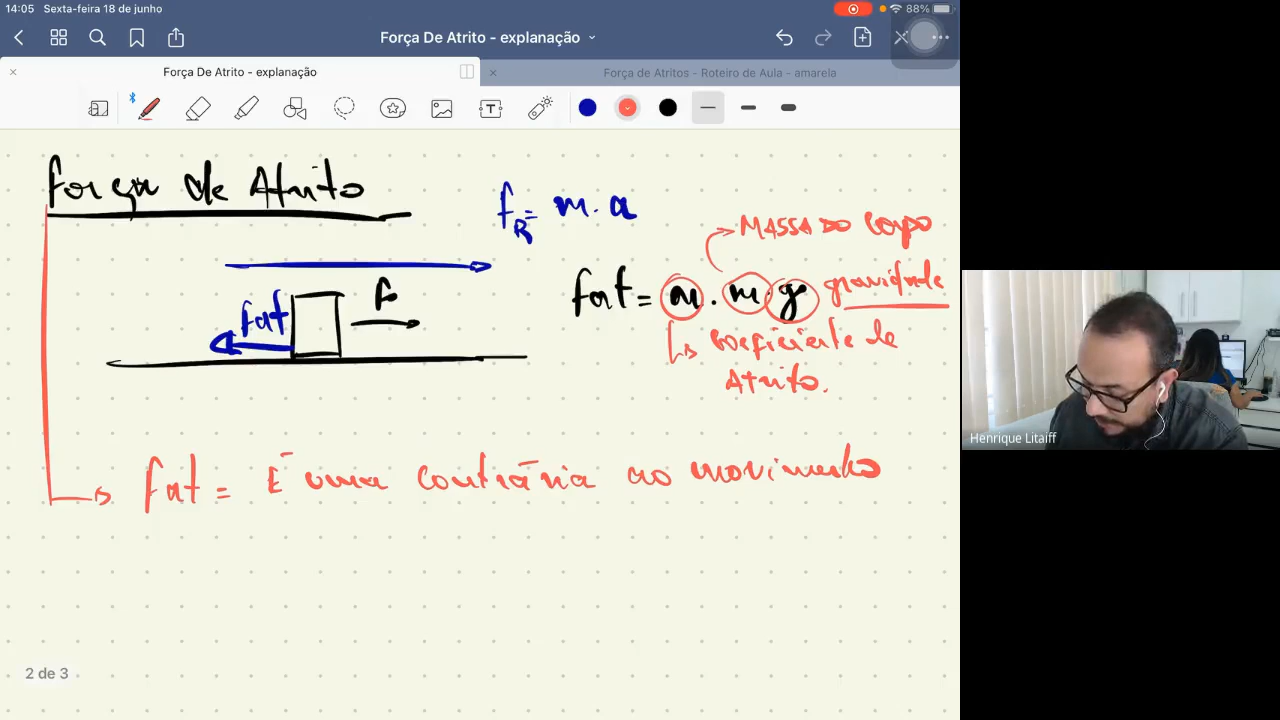 14:05 Sexta-feira 18 de junho
88%
Força De Atrito - explanação
Força De Atrito - explanação
Força de Atritos - Roteiro de Aula - amarela
Força de Atrito
fR = m.a
MASSA DO CORPO
fat = m . m . g gravidade
F
fat
Coeficiente de
Atrito.
fat = É uma contrária ao movimento
2 de 3
Henrique Litaiff